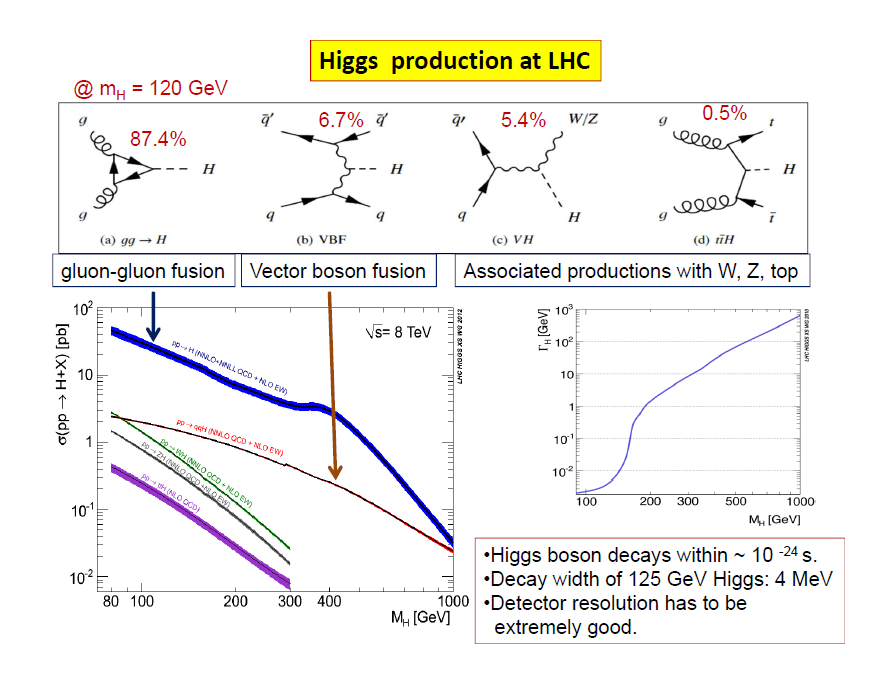 Higgs production at LHC
@ mH = 120 GeV
g
87.4%
H
g
(a) gg → H
q̄′
6.7%
q̄′
H
q
q
(b) VBF
q̄′
5.4%
W/Z
q
H
(c) VH
g
0.5%
t
H
g
t̄
(d) tt̄H
gluon-gluon fusion
Vector boson fusion
Associated productions with W, Z, top
σ(pp → H+X) [pb]
10²
10
1
10⁻¹
10⁻²
√s= 8 TeV
LHC HIGGS XS WG 2012
pp → H (NNLO+NNLL QCD + NLO EW)
pp → qqH (NNLO QCD + NLO EW)
pp → WH (NNLO QCD + NLO EW)
pp → ZH (NNLO QCD + NLO EW)
pp → tt̄H (NLO QCD)
80 100 200 300 400 1000
MH [GeV]
ΓH [GeV]
10³
10²
10
1
10⁻¹
10⁻²
LHC HIGGS XS WG 2010
100 200 300 500 1000
MH [GeV]
•Higgs boson decays within ~ 10 -24 s.
•Decay width of 125 GeV Higgs: 4 MeV
•Detector resolution has to be
extremely good.